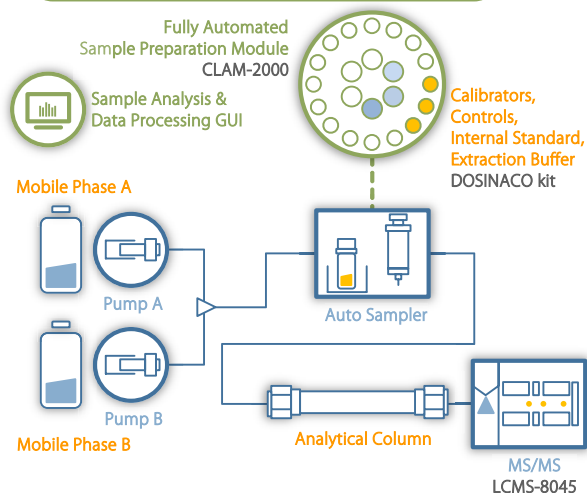 Fully Automated
Sample Preparation Module
CLAM-2000
Sample Analysis &
Data Processing GUI
Calibrators,
Controls,
Internal Standard,
Extraction Buffer
DOSINACO kit
Mobile Phase A
Pump A
Auto Sampler
Pump B
Mobile Phase B
Analytical Column
MS/MS
LCMS-8045